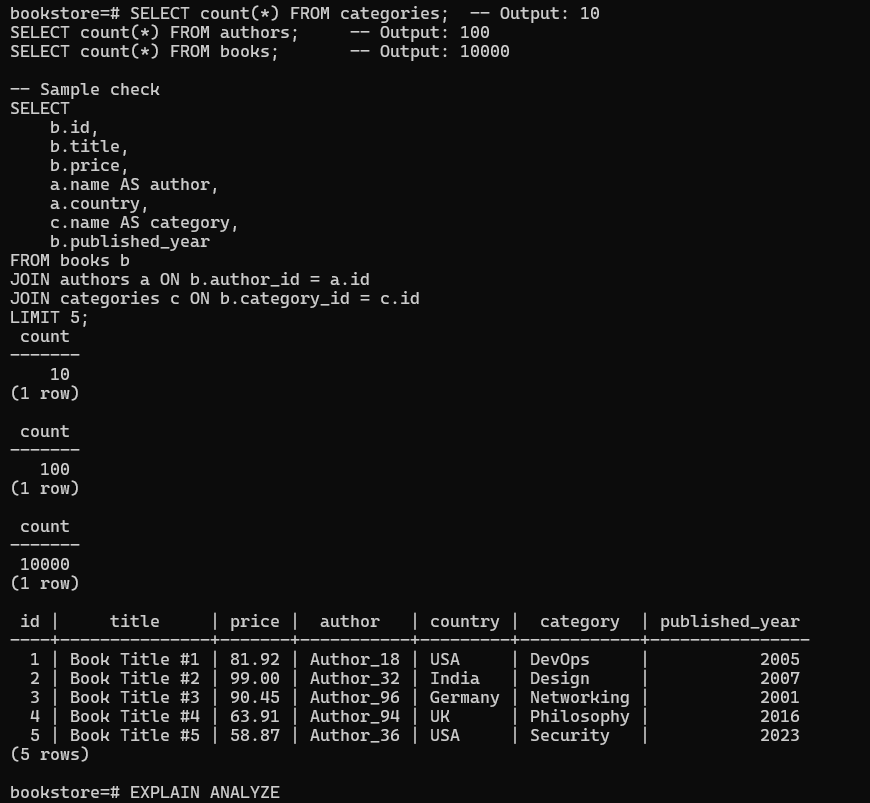 bookstore=# SELECT count(*) FROM categories;  -- Output: 10
SELECT count(*) FROM authors;     -- Output: 100
SELECT count(*) FROM books;       -- Output: 10000

-- Sample check
SELECT
    b.id,
    b.title,
    b.price,
    a.name AS author,
    a.country,
    c.name AS category,
    b.published_year
FROM books b
JOIN authors a ON b.author_id = a.id
JOIN categories c ON b.category_id = c.id
LIMIT 5;
 count
-------
    10
(1 row)

 count
-------
   100
(1 row)

 count
-------
 10000
(1 row)

 id |     title     | price |  author   | country |  category  | published_year
----+---------------+-------+-----------+---------+------------+----------------
  1 | Book Title #1 | 81.92 | Author_18 | USA     | DevOps     |           2005
  2 | Book Title #2 | 99.00 | Author_32 | India   | Design     |           2007
  3 | Book Title #3 | 90.45 | Author_96 | Germany | Networking |           2001
  4 | Book Title #4 | 63.91 | Author_94 | UK      | Philosophy |           2016
  5 | Book Title #5 | 58.87 | Author_36 | USA     | Security   |           2023
(5 rows)

bookstore=# EXPLAIN ANALYZE